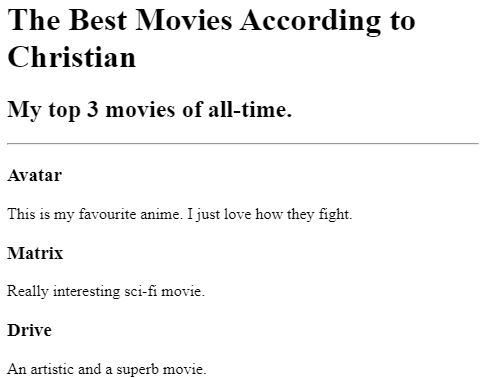 The Best Movies According to
Christian
My top 3 movies of all-time.
Avatar
This is my favourite anime. I just love how they fight.
Matrix
Really interesting sci-fi movie.
Drive
An artistic and a superb movie.